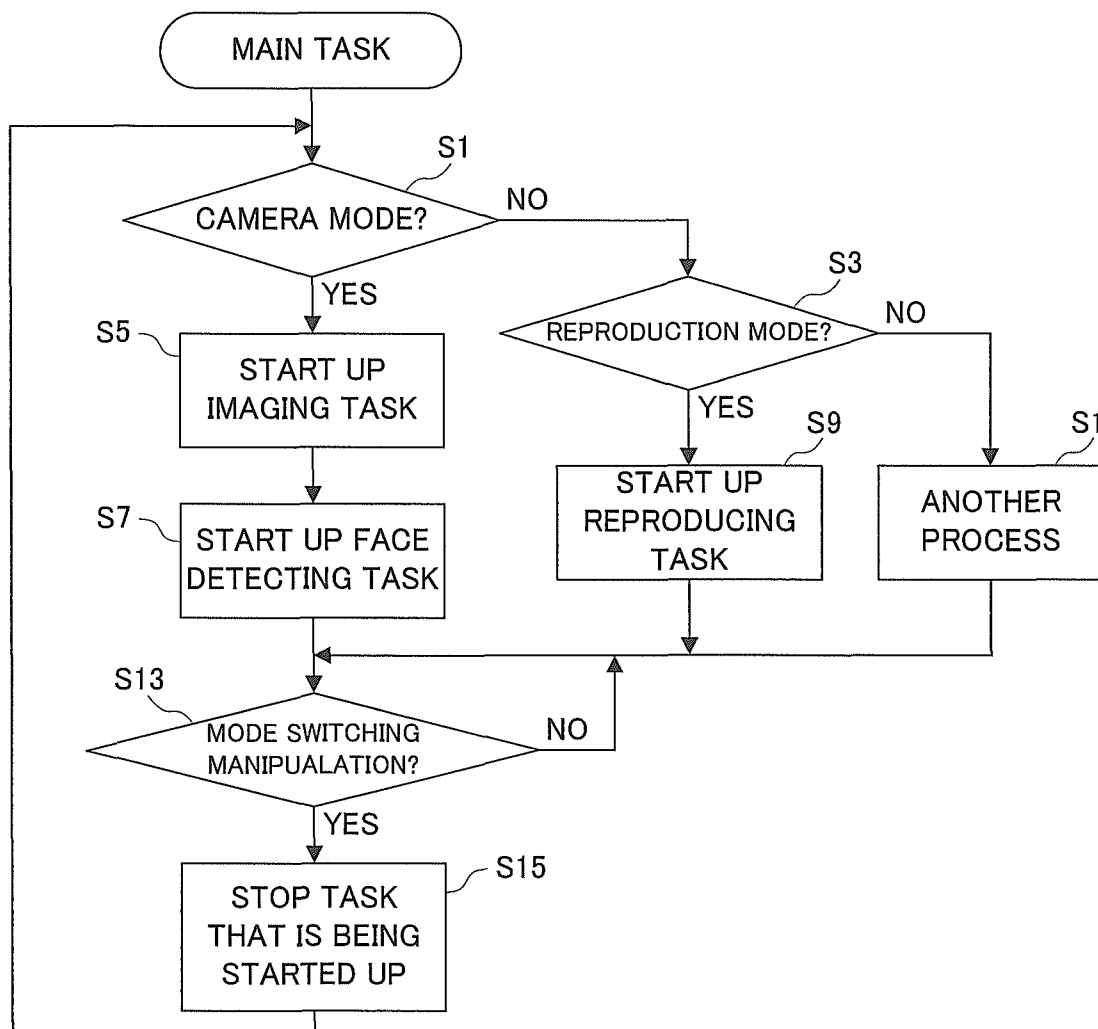 MAIN TASK
S1
CAMERA MODE?
NO
YES
S3
REPRODUCTION MODE?
NO
YES
S5
START UP
IMAGING TASK
S9
START UP
REPRODUCING
TASK
S1
ANOTHER
PROCESS
S7
START UP FACE
DETECTING TASK
S13
MODE SWITCHING
MANIPUALATION?
NO
YES
S15
STOP TASK
THAT IS BEING
STARTED UP